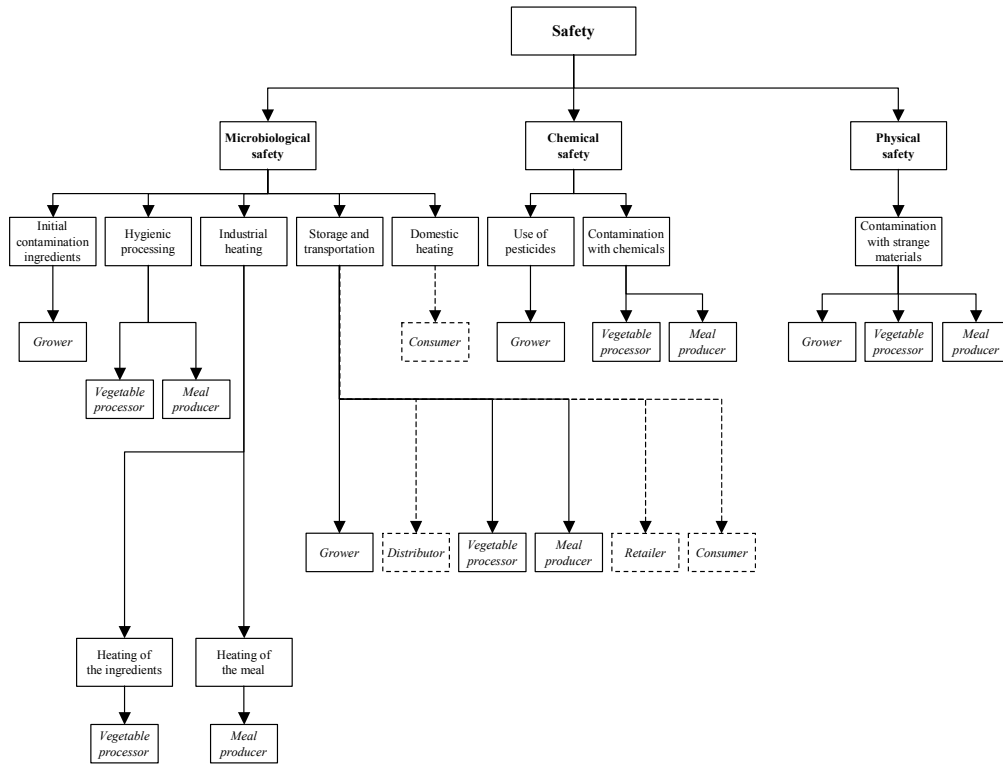 Safety
Microbiological
safety
Chemical
safety
Physical
safety
Initial
contamination
ingredients
Hygienic
processing
Industrial
heating
Storage and
transportation
Domestic
heating
Use of
pesticides
Contamination
with chemicals
Contamination
with strange
materials
Grower
Consumer
Grower
Vegetable
processor
Meal
producer
Grower
Vegetable
processor
Meal
producer
Vegetable
processor
Meal
producer
Grower
Distributor
Vegetable
processor
Meal
producer
Retailer
Consumer
Heating of
the ingredients
Heating of
the meal
Vegetable
processor
Meal
producer